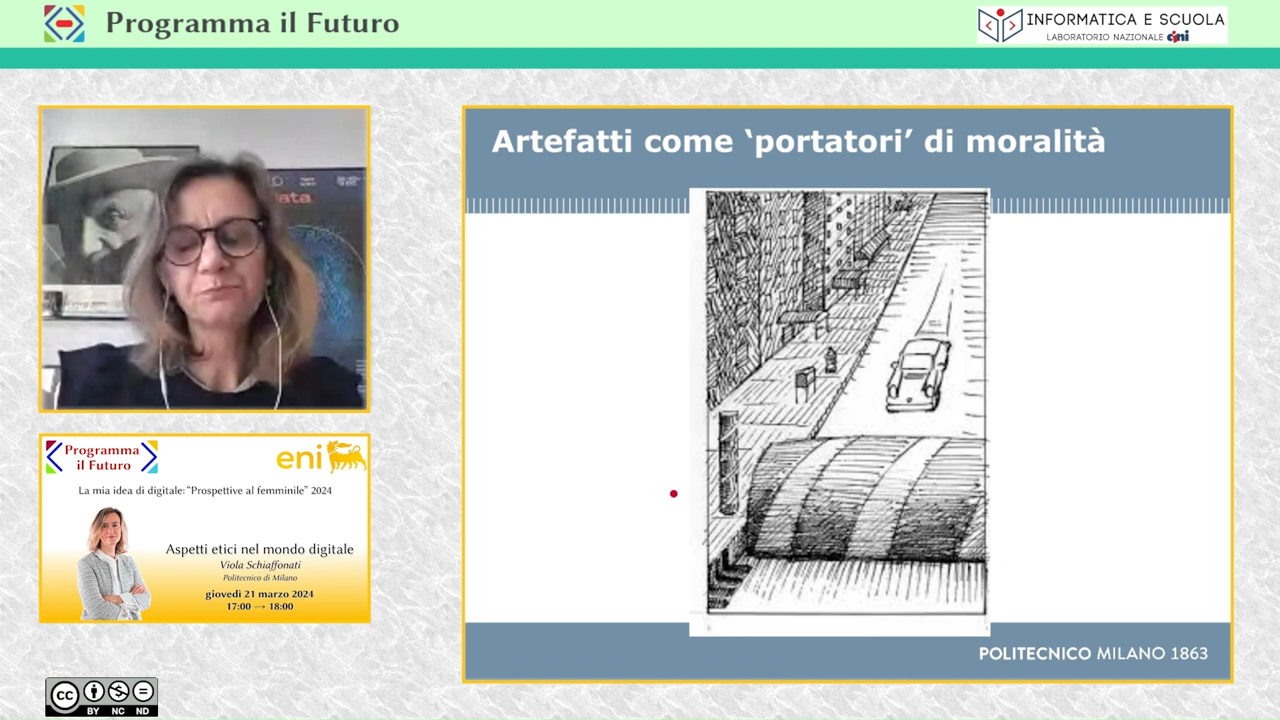 Programma il Futuro
INFORMATICA E SCUOLA
LABORATORIO NAZIONALE cini
Artefatti come ‘portatori’ di moralità
Programma
il Futuro
eni
La mia idea di digitale: “Prospettive al femminile” 2024
Aspetti etici nel mondo digitale
Viola Schiaffonati
Politecnico di Milano
giovedì 21 marzo 2024
17:00 → 18:00
POLITECNICO MILANO 1863
cc
BY NC ND